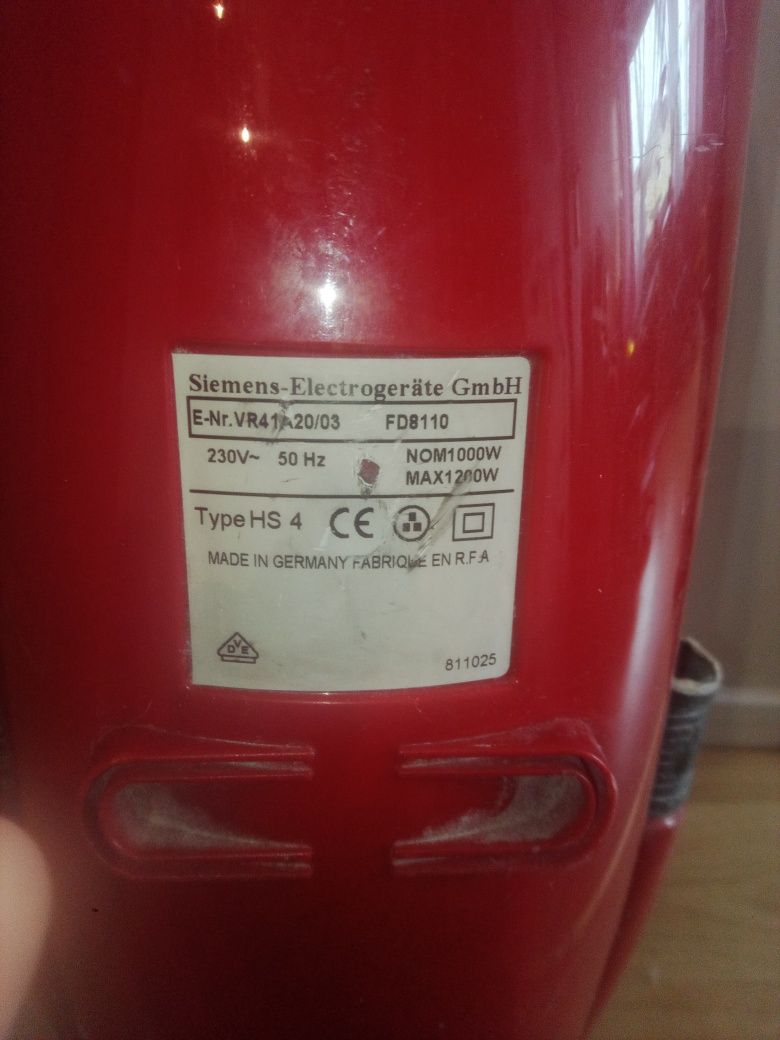 Siemens-Electrogeräte GmbH
E-Nr.VR41A20/03 FD8110
230V~ 50 Hz NOM1000W
MAX1200W
Type HS 4 CE
MADE IN GERMANY FABRIQUE EN R.F.A
DVE
811025